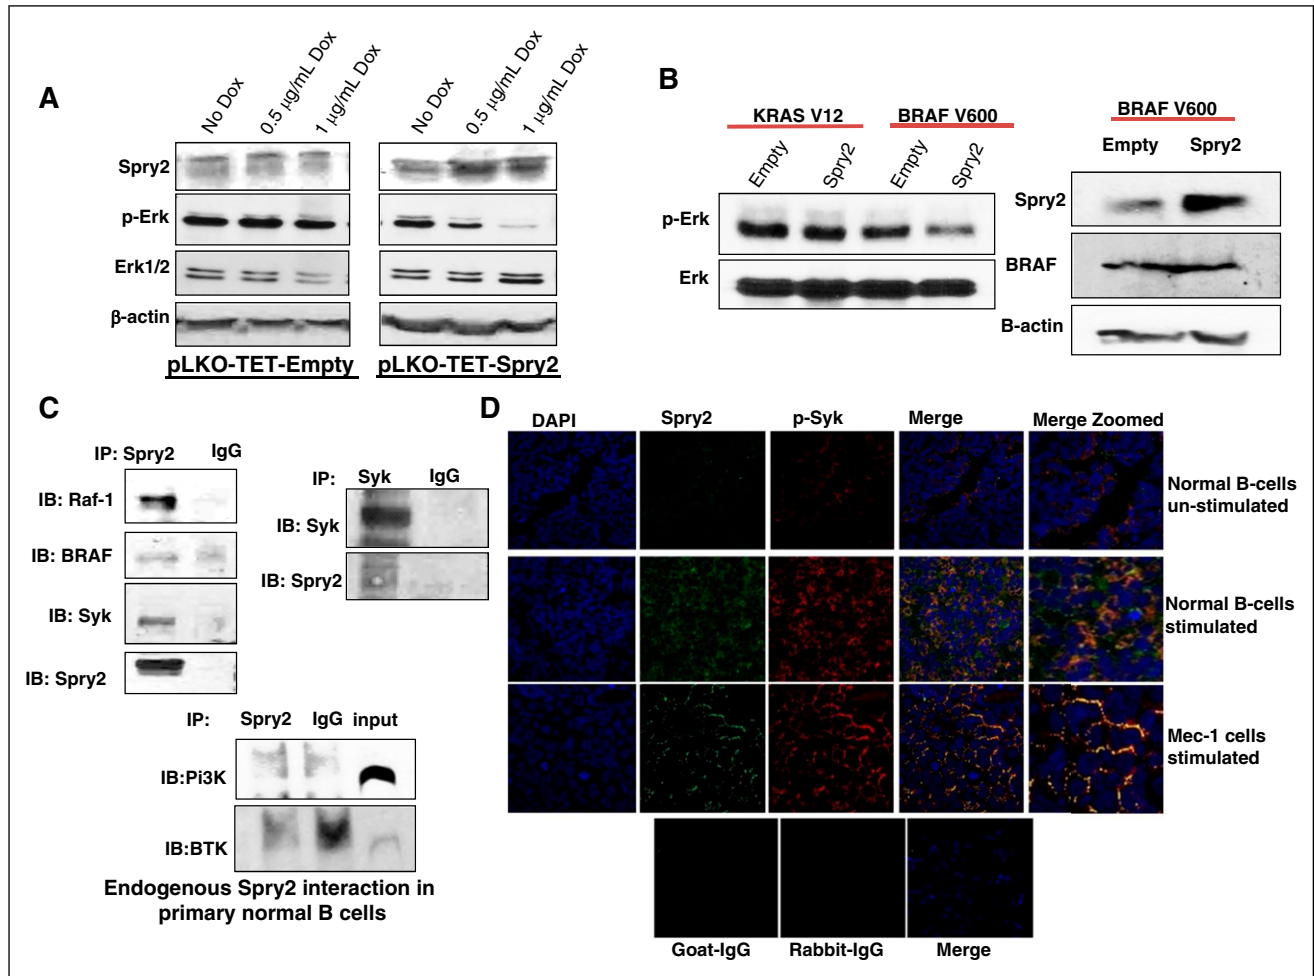 A
No Dox
0.5 µg/mL Dox
1 µg/mL Dox
No Dox
0.5 µg/mL Dox
1 µg/mL Dox
Spry2
p-Erk
Erk1/2
β-actin
pLKO-TET-Empty
pLKO-TET-Spry2
B
KRAS V12
BRAF V600
Empty
Spry2
Empty
Spry2
p-Erk
Erk
BRAF V600
Empty
Spry2
Spry2
BRAF
B-actin
C
IP: Spry2
IgG
IB: Raf-1
IB: BRAF
IB: Syk
IB: Spry2
IP: Syk
IgG
IB: Syk
IB: Spry2
IP: Spry2 IgG input
IB:Pi3K
IB:BTK
Endogenous Spry2 interaction in
primary normal B cells
D
DAPI
Spry2
p-Syk
Merge
Merge Zoomed
Normal B-cells
un-stimulated
Normal B-cells
stimulated
Mec-1 cells
stimulated
Goat-IgG
Rabbit-IgG
Merge